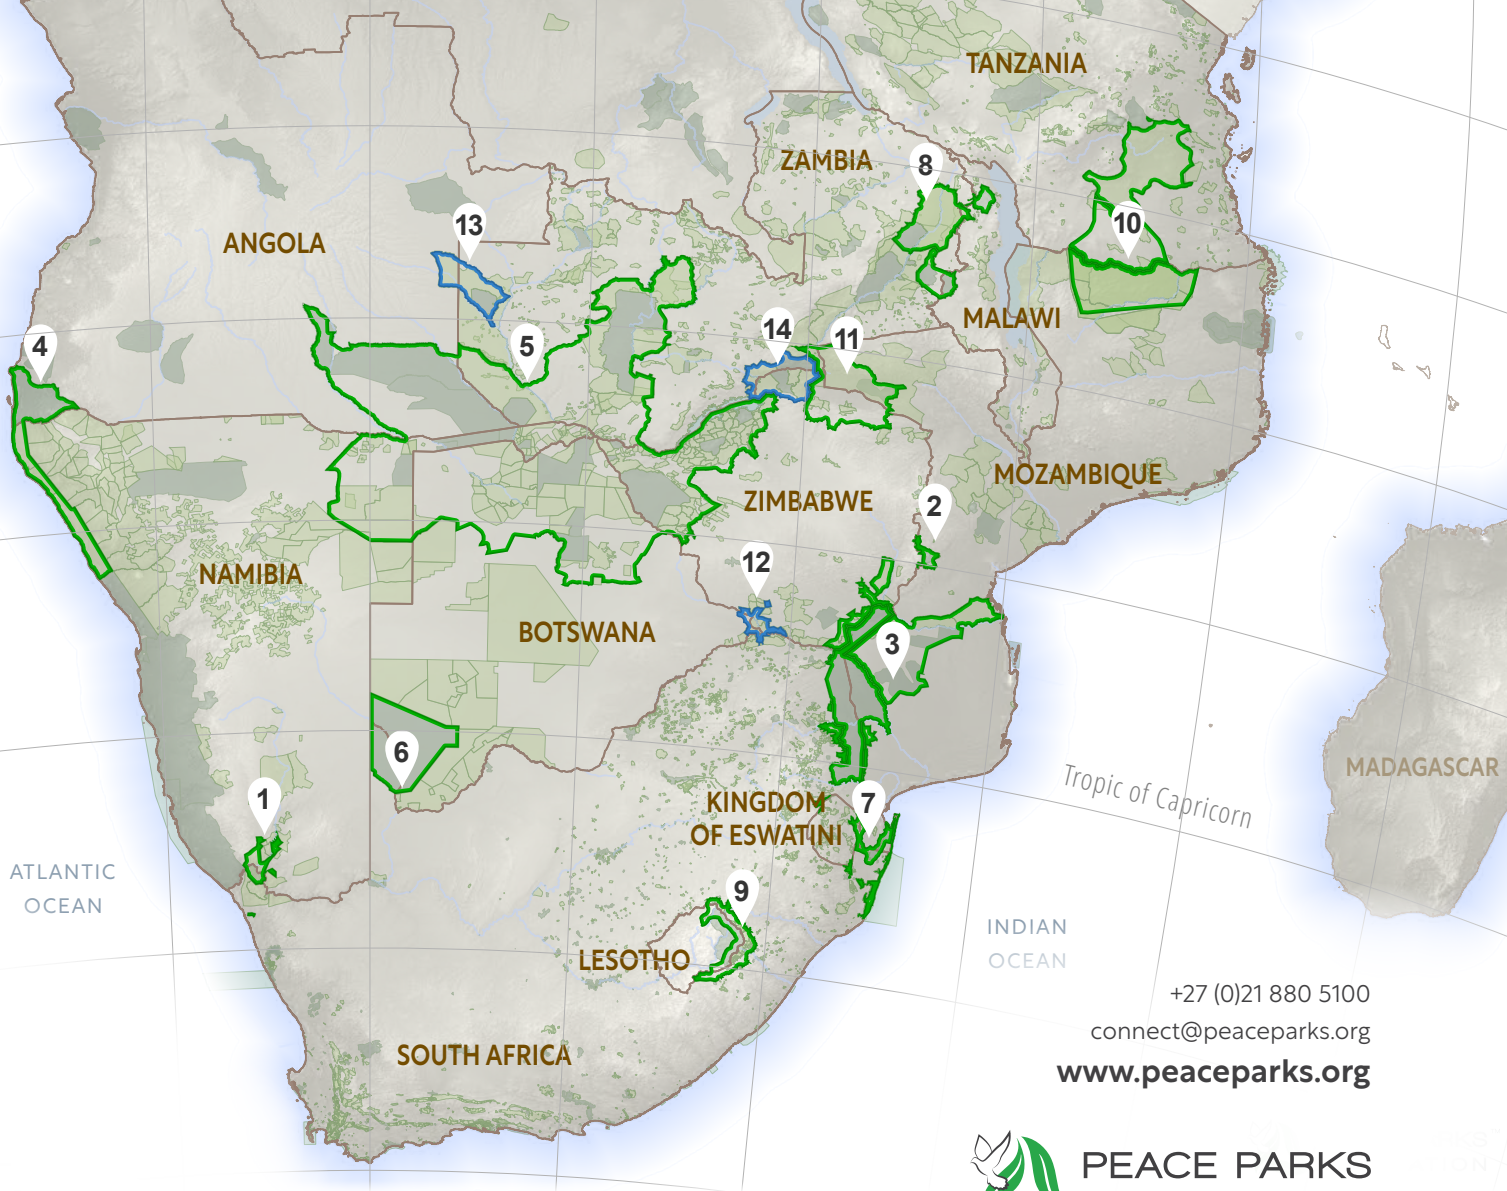 TANZANIA
ZAMBIA
8
10
13
ANGOLA
MALAWI
14
11
4
5
MOZAMBIQUE
ZIMBABWE
2
12
NAMIBIA
BOTSWANA
3
6
MADAGASCAR
Tropic of Capricorn
1
KINGDOM
OF ESWATINI
7
ATLANTIC
OCEAN
9
INDIAN
OCEAN
LESOTHO
+27 (0)21 880 5100
connect@peaceparks.org
SOUTH AFRICA
www.peaceparks.org
PEACE PARKS